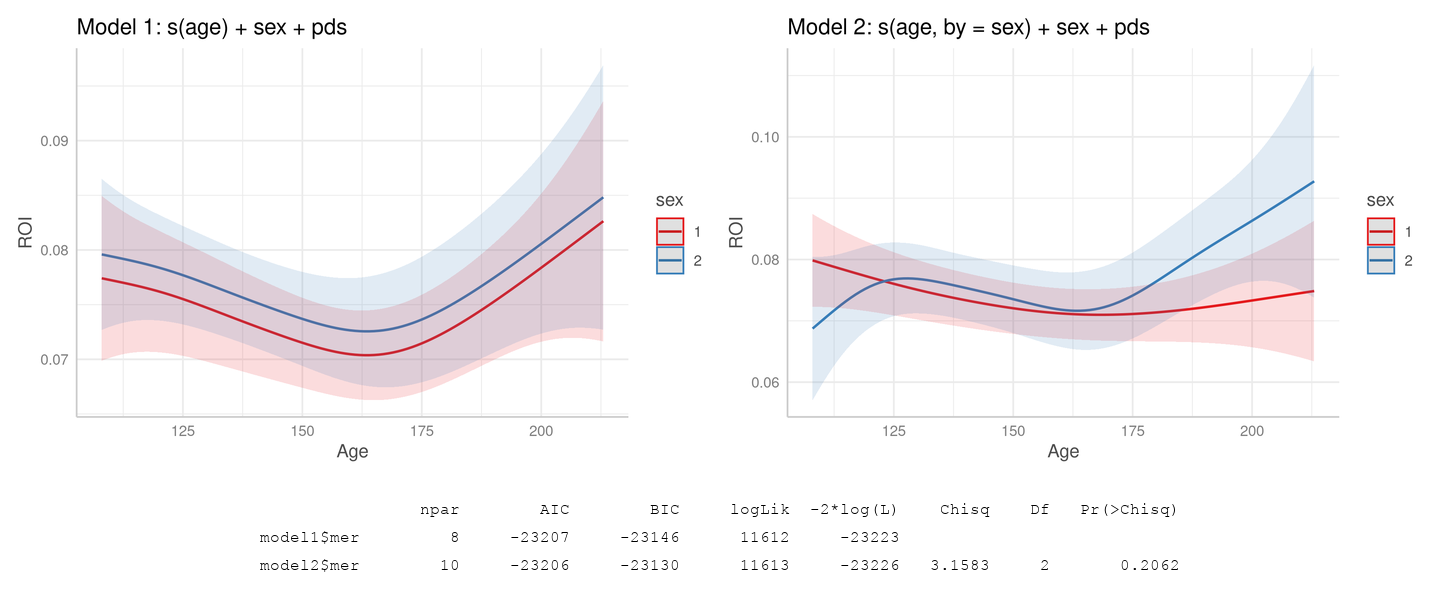 Model 1: s(age) + sex + pds
ROI
0.09
0.08
0.07
125 150 175 200
Age
sex
1
2
Model 2: s(age, by = sex) + sex + pds
ROI
0.10
0.08
0.06
125 150 175 200
Age
sex
1
2
npar AIC BIC logLik -2*log(L) Chisq Df Pr(>Chisq)
model1$mer 8 -23207 -23146 11612 -23223
model2$mer 10 -23206 -23130 11613 -23226 3.1583 2 0.2062